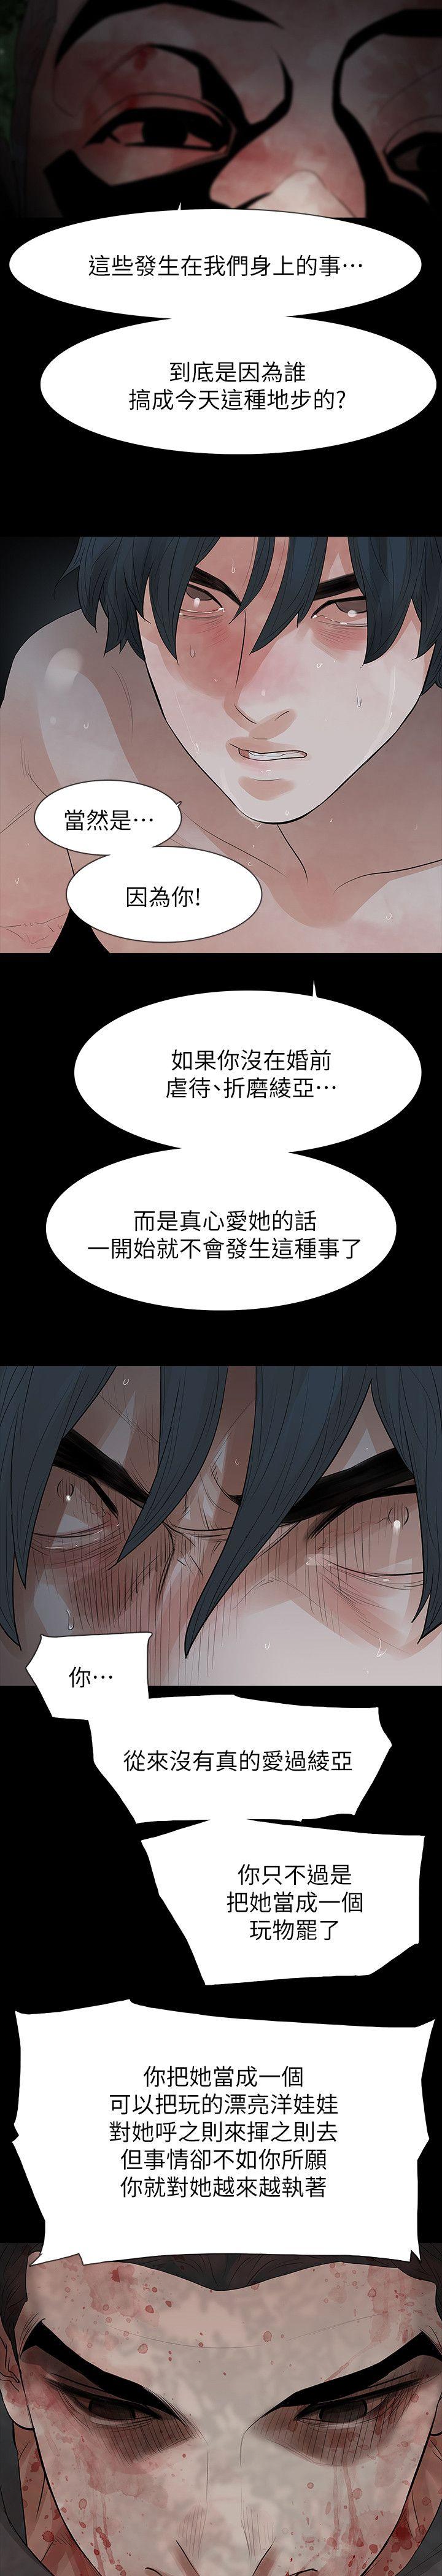 這些發生在我們身上的事⋯
到底是因為誰
搞成今天這種地步的?
當然是⋯
因為你!
如果你沒在婚前
虐待、折磨綾亞⋯
而是真心愛她的話
一開始就不會發生這種事了
你⋯
從來沒有真的愛過綾亞
你只不過是
把她當成一個
玩物罷了
你把她當成一個
可以把玩的漂亮洋娃娃
對她呼之則來揮之則去
但事情卻不如你所願
你就對她越來越執著